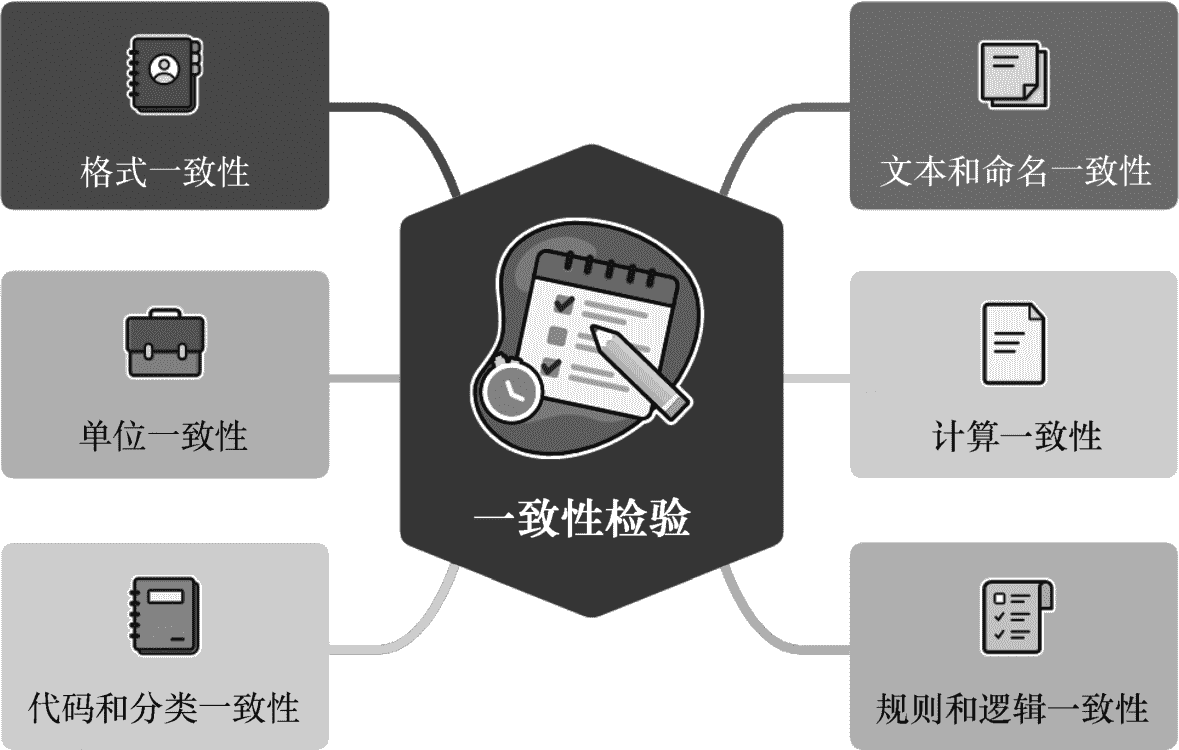 格式一致性
文本和命名一致性
单位一致性
计算一致性
一致性检验
代码和分类一致性
规则和逻辑一致性